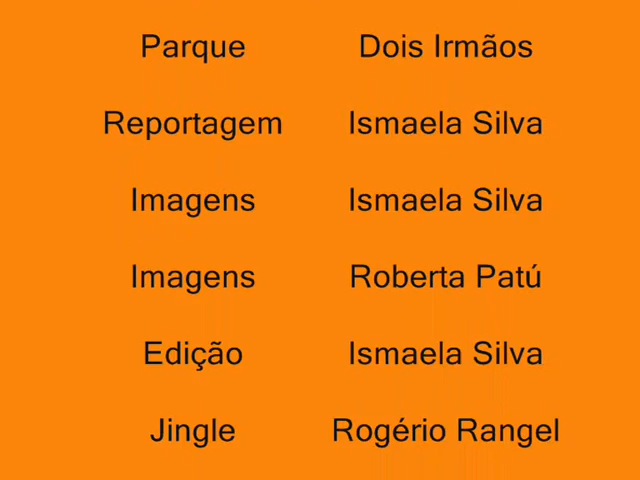 Parque Dois Irmãos
Reportagem Ismaela Silva
Imagens Ismaela Silva
Imagens Roberta Patú
Edição Ismaela Silva
Jingle Rogério Rangel